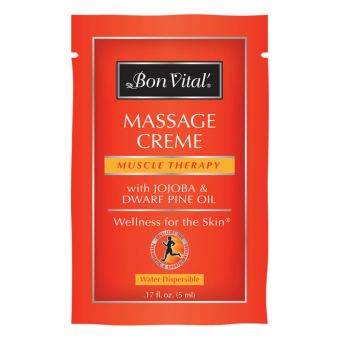 Bon Vital'
MASSAGE
CREME
MUSCLE THERAPY
with JOJOBA &
DWARF PINE OIL
Wellness for the Skin®
Water Dispersible
.17 fl. oz. (5 ml)